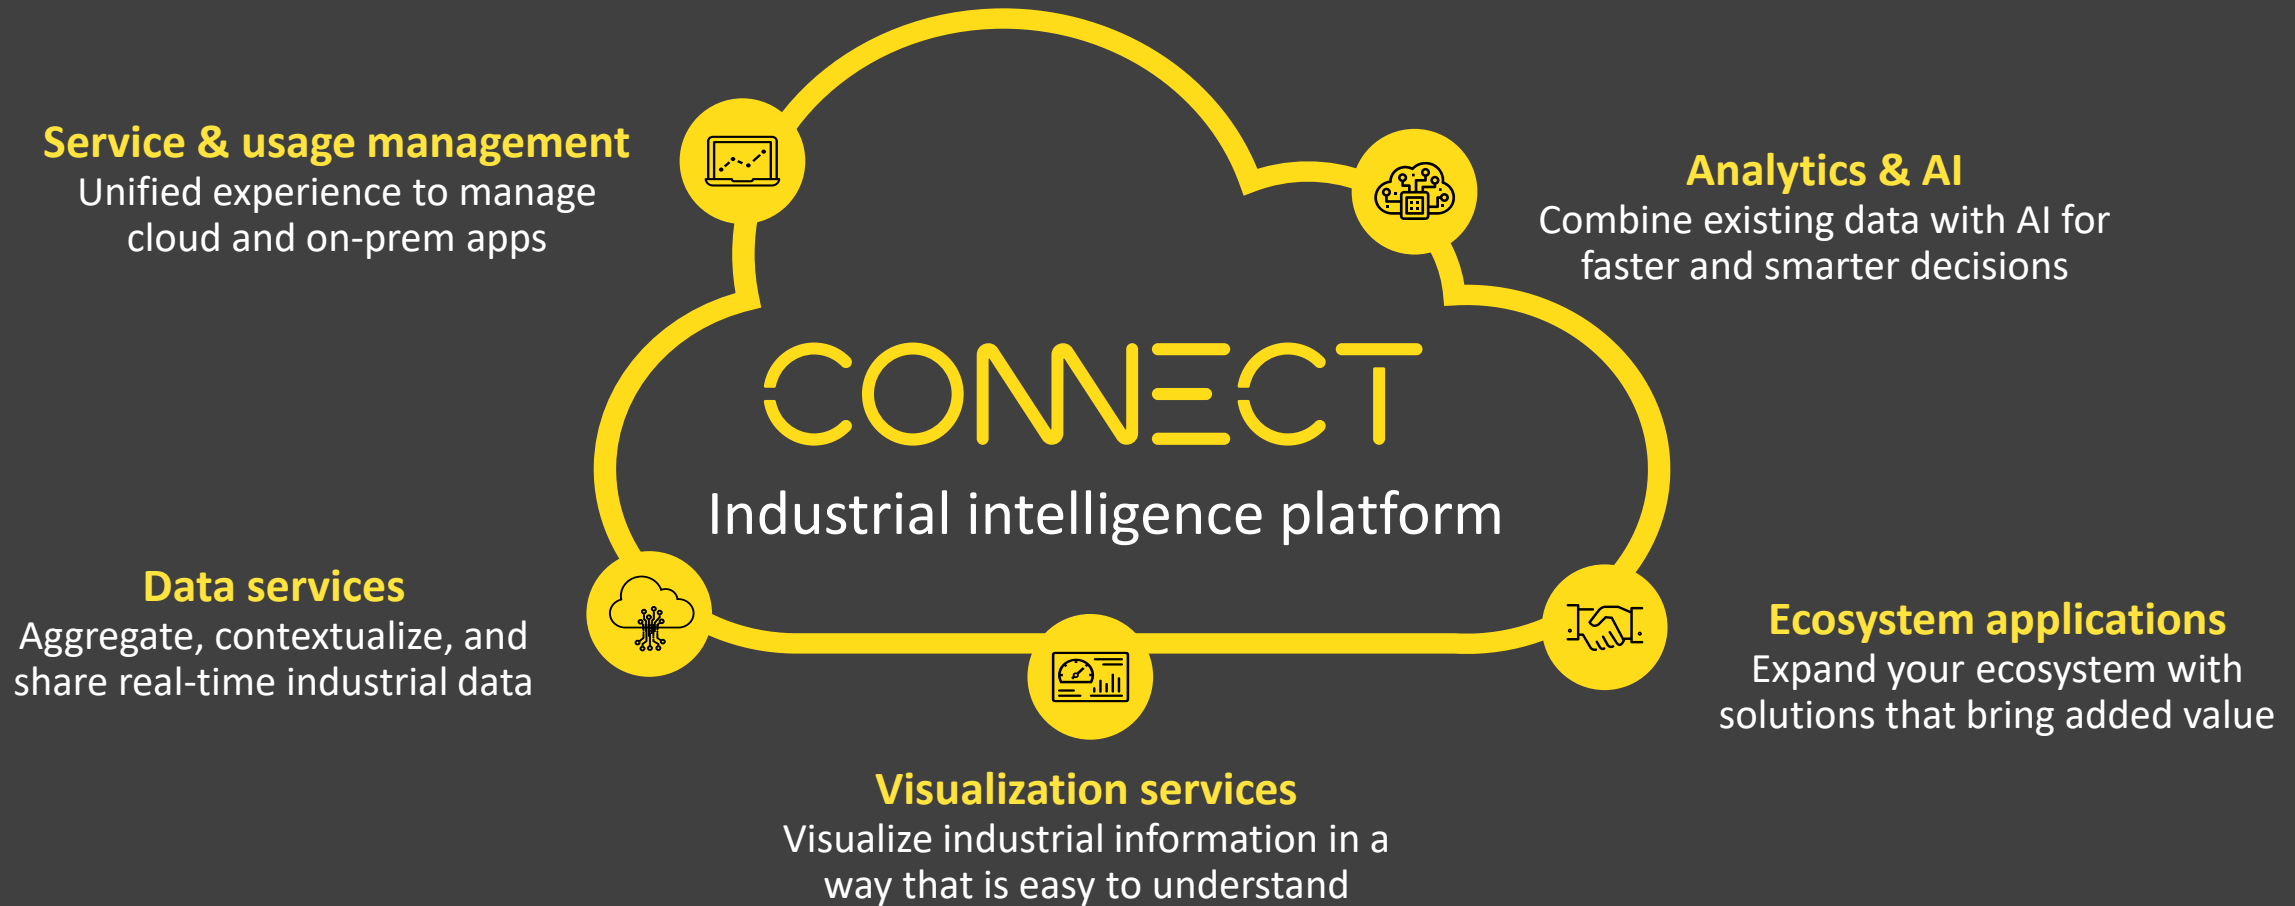 Service & usage management
Unified experience to manage
cloud and on-prem apps
Analytics & AI
Combine existing data with AI for
faster and smarter decisions
CONNECT
Industrial intelligence platform
Data services
Aggregate, contextualize, and
share real-time industrial data
Ecosystem applications
Expand your ecosystem with
solutions that bring added value
Visualization services
Visualize industrial information in a
way that is easy to understand